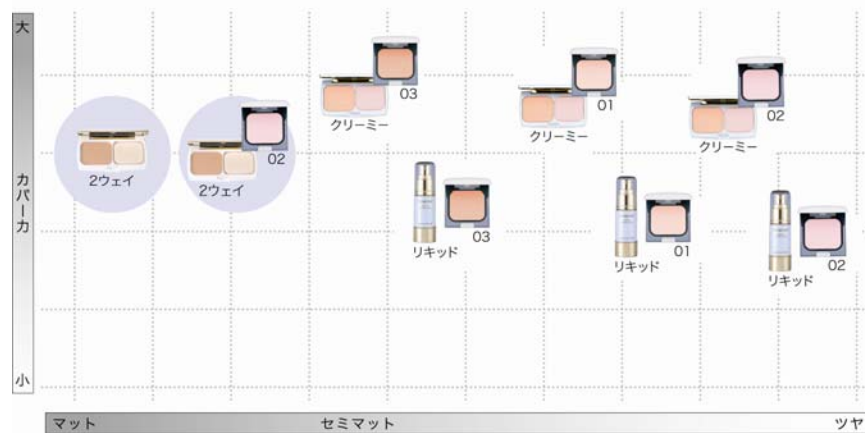 大
カバー力
小
03
クリーミー
01
クリーミー
02
クリーミー
2ウェイ
02
2ウェイ
03
リキッド
01
リキッド
02
リキッド
マット
セミマット
ツヤ